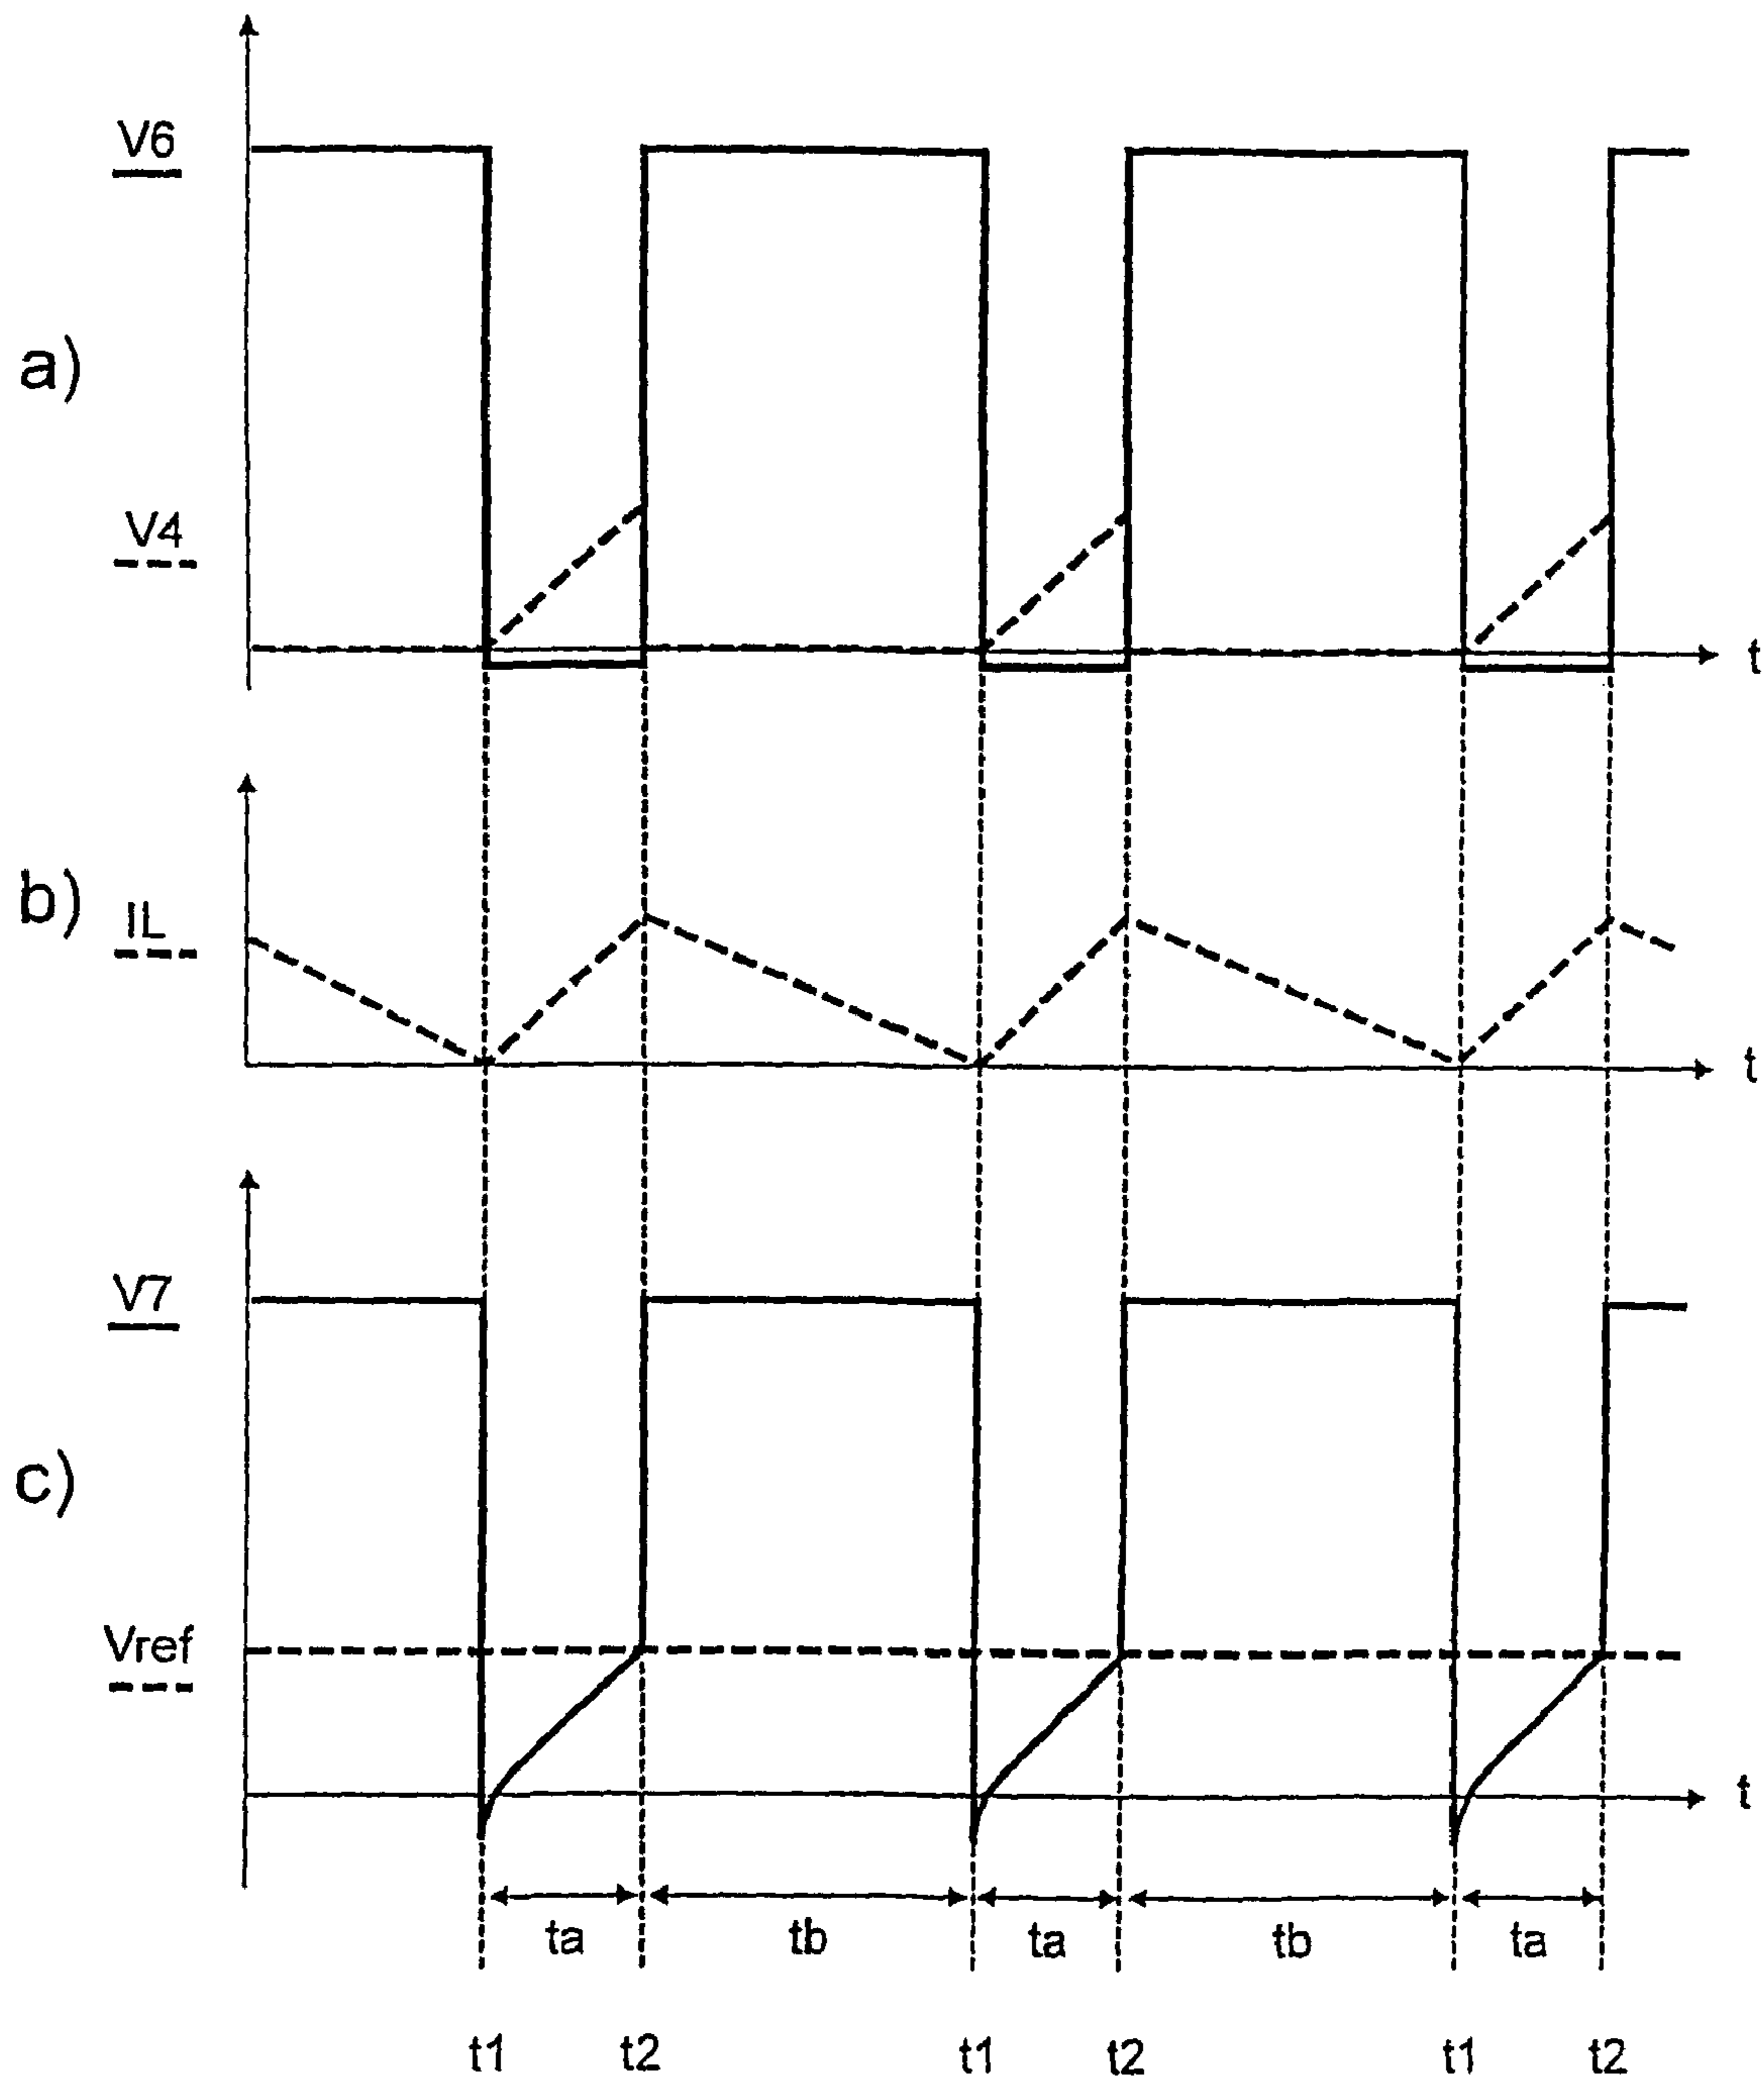 V6
a)
V4
t
b)
IL
t
V7
c)
Vref
t
ta tb ta tb ta
t1 t2 t1 t2 t1 t2